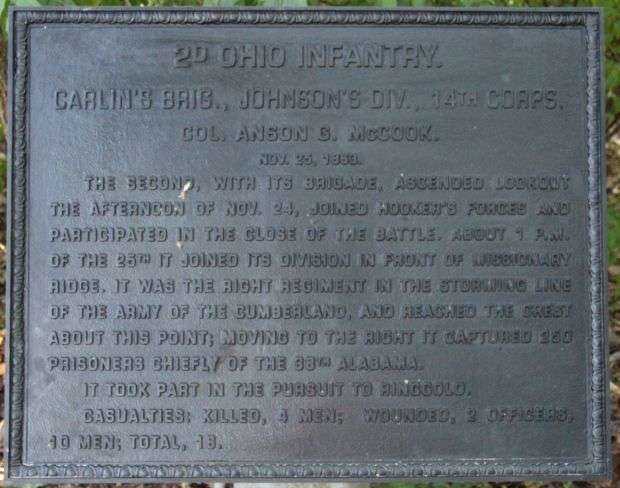 2D OHIO INFANTRY.
CARLIN'S BRIG., JOHNSON'S DIV., 14TH CORPS.
COL. ANSON G. McCOOK.
NOV. 25, 1863.
THE SECOND, WITH ITS BRIGADE, ASCENDED LOOKOUT
THE AFTERNOON OF NOV. 24, JOINED HOOKER'S FORCES AND
PARTICIPATED IN THE CLOSE OF THE BATTLE. ABOUT 1 P.M.
OF THE 25TH IT JOINED ITS DIVISION IN FRONT OF MISSIONARY
RIDGE. IT WAS THE RIGHT REGIMENT IN THE STORMING LINE
OF THE ARMY OF THE CUMBERLAND, AND REACHED THE CREST
ABOUT THIS POINT; MOVING TO THE RIGHT IT CAPTURED 250
PRISONERS CHIEFLY OF THE 38TH ALABAMA.
IT TOOK PART IN THE PURSUIT TO RINGGOLD.
CASUALTIES: KILLED, 4 MEN; WOUNDED, 2 OFFICERS,
10 MEN; TOTAL, 16.